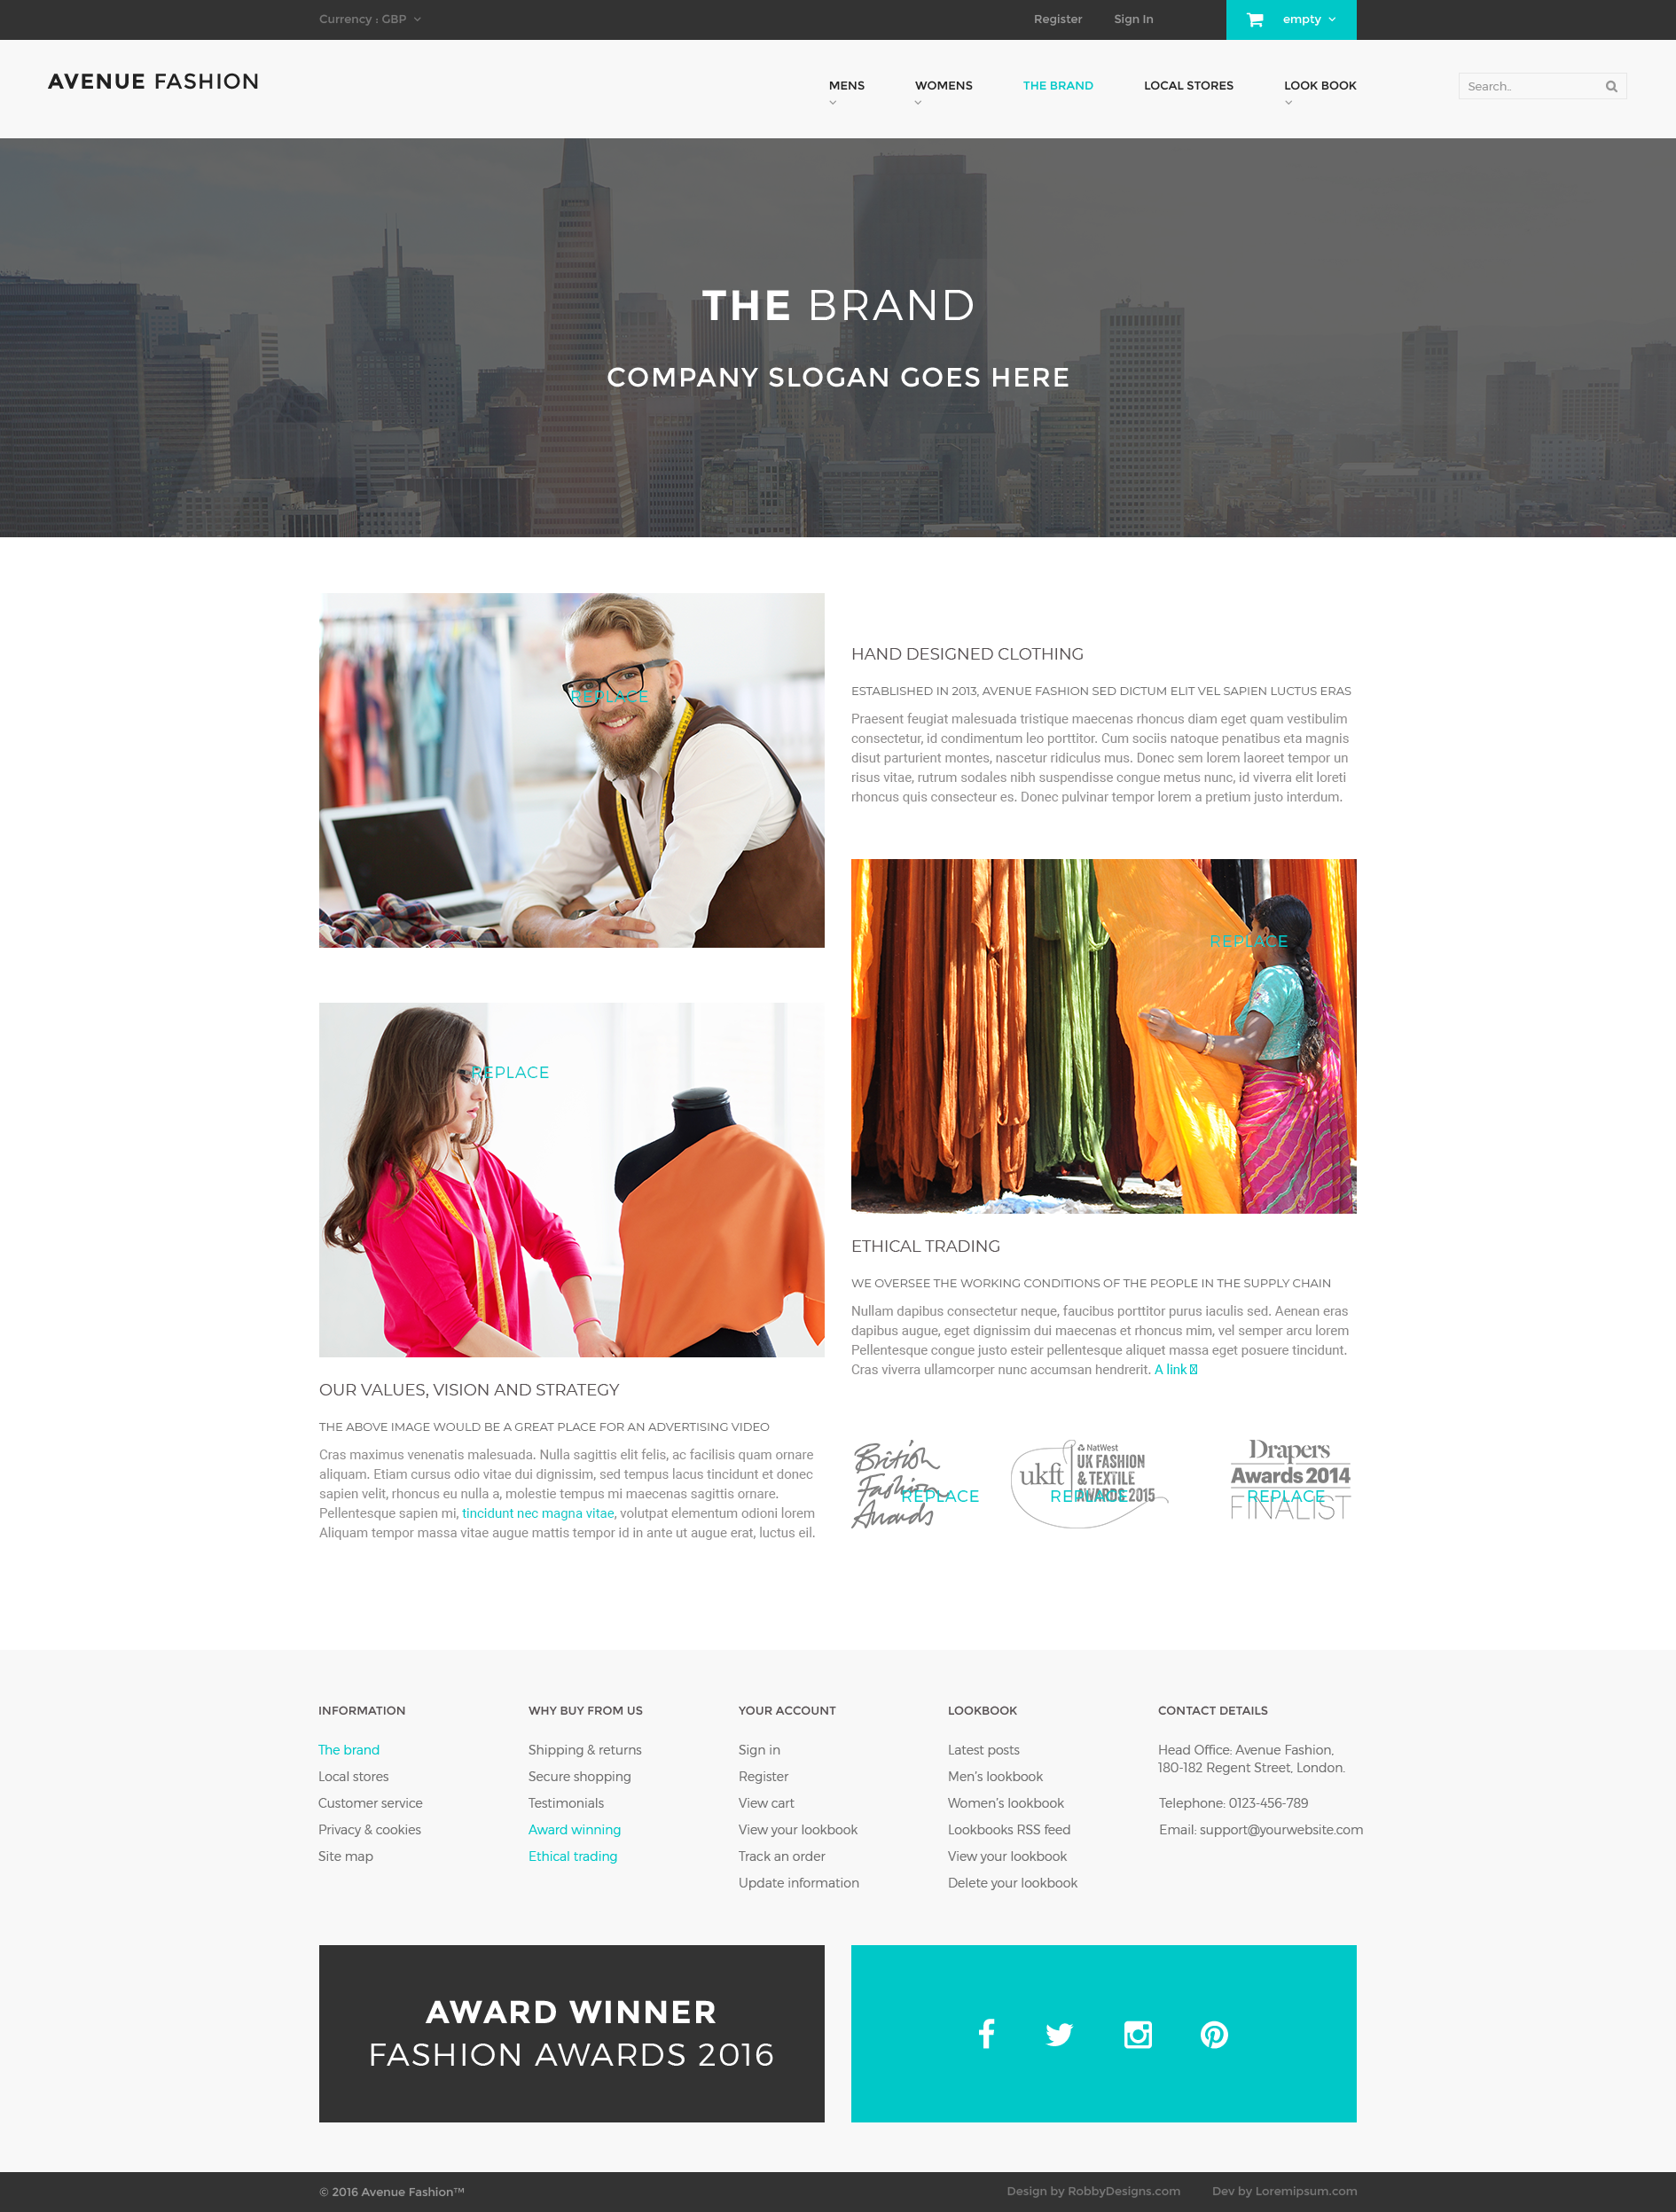 Currency : GBP
Register
Sign In
empty
AVENUE FASHION
MENS
WOMENS
THE BRAND
LOCAL STORES
LOOK BOOK
Search...
THE BRAND
COMPANY SLOGAN GOES HERE
REPLACE
HAND DESIGNED CLOTHING
ESTABLISHED IN 2013, AVENUE FASHION SED DICTUM ELIT VEL SAPIEN LUCTUS ERAS
Praesent feugiat malesuada tristique maecenas rhoncus diam eget quam vestibulim
consectetur, id condimentum leo porttitor. Cum sociis natoque penatibus eta magnis
disut parturient montes, nascetur ridiculus mus. Donec sem lorem laoreet tempor un
risus vitae, rutrum sodales nibh suspendisse congue metus nunc, id viverra elit loreti
rhoncus quis consecteur es. Donec pulvinar tempor lorem a pretium justo interdum.
REPLACE
REPLACE
OUR VALUES, VISION AND STRATEGY
THE ABOVE IMAGE WOULD BE A GREAT PLACE FOR AN ADVERTISING VIDEO
Cras maximus venenatis malesuada. Nulla sagittis elit felis, ac facilisis quam ornare
aliquam. Etiam cursus odio vitae dui dignissim, sed tempus lacus tincidunt et donec
sapien velit, rhoncus eu nulla a, molestie tempus mi maecenas sagittis ornare.
Pellentesque sapien mi, tincidunt nec magna vitae, volutpat elementum odioni lorem
Aliquam tempor massa vitae augue mattis tempor id in ante ut augue erat, luctus eil.
ETHICAL TRADING
WE OVERSEE THE WORKING CONDITIONS OF THE PEOPLE IN THE SUPPLY CHAIN
Nullam dapibus consectetur neque, faucibus porttitor purus iaculis sed. Aenean eras
dapibus augue, eget dignissim dui maecenas et rhoncus mim, vel semper arcu lorem
Pellentesque congue justo esteir pellentesque aliquet massa eget posuere tincidunt.
Cras viverra ullamcorper nunc accumsan hendrerit. A link
British
Fashion
Awards
REPLACE
ukft
NatWest
UK FASHION
& TEXTILE
AWARDS 2015
REPLACE
Drapers
Awards 2014
FINALIST
REPLACE
INFORMATION
The brand
Local stores
Customer service
Privacy & cookies
Site map
WHY BUY FROM US
Shipping & returns
Secure shopping
Testimonials
Award winning
Ethical trading
YOUR ACCOUNT
Sign in
Register
View cart
View your lookbook
Track an order
Update information
LOOKBOOK
Latest posts
Men's lookbook
Women's lookbook
Lookbooks RSS feed
View your lookbook
Delete your lookbook
CONTACT DETAILS
Head Office: Avenue Fashion,
180-182 Regent Street, London.
Telephone: 0123-456-789
Email: support@yourwebsite.com
AWARD WINNER
FASHION AWARDS 2016
© 2016 Avenue Fashion™
Design by RobbyDesigns.com
Dev by Loremipsum.com